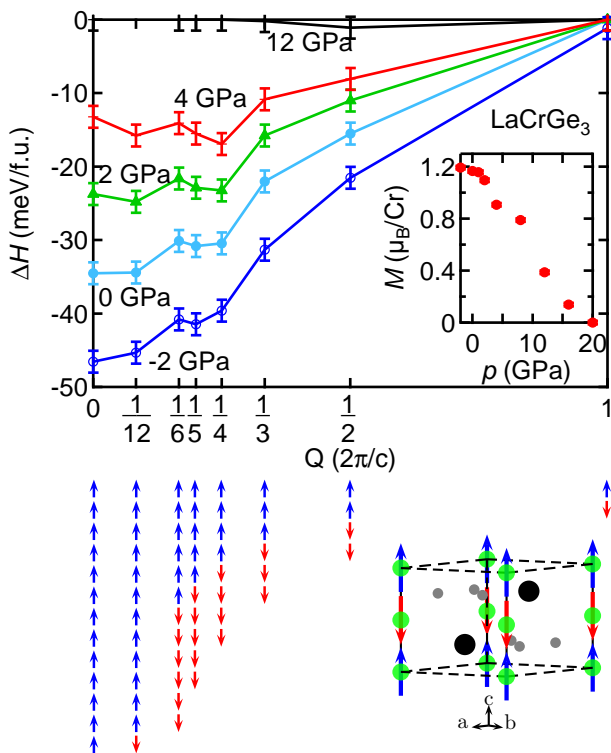 0
12 GPa
-10
4 GPa
LaCrGe3
-20
2 GPa
1.2
ΔH (meV/f.u.)
M (μB/Cr)
0.8
-30
0 GPa
0.4
-40
-2 GPa
0
0 10 20
p (GPa)
-50
0 1/12 1/6 1/5 1/4 1/3 1/2 1
Q (2π/c)
c
a b